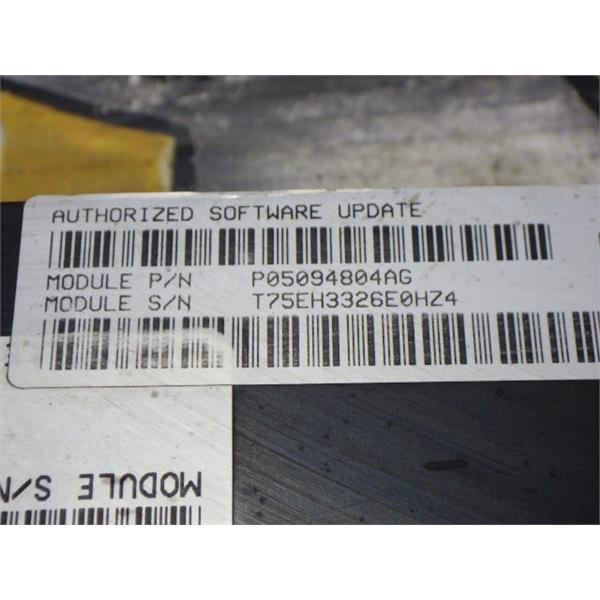 AUTHORIZED SOFTWARE UPDATE
MODULE P/N P05094804AG
MODULE S/N T75EH3326E0HZ4
MODULE S/N